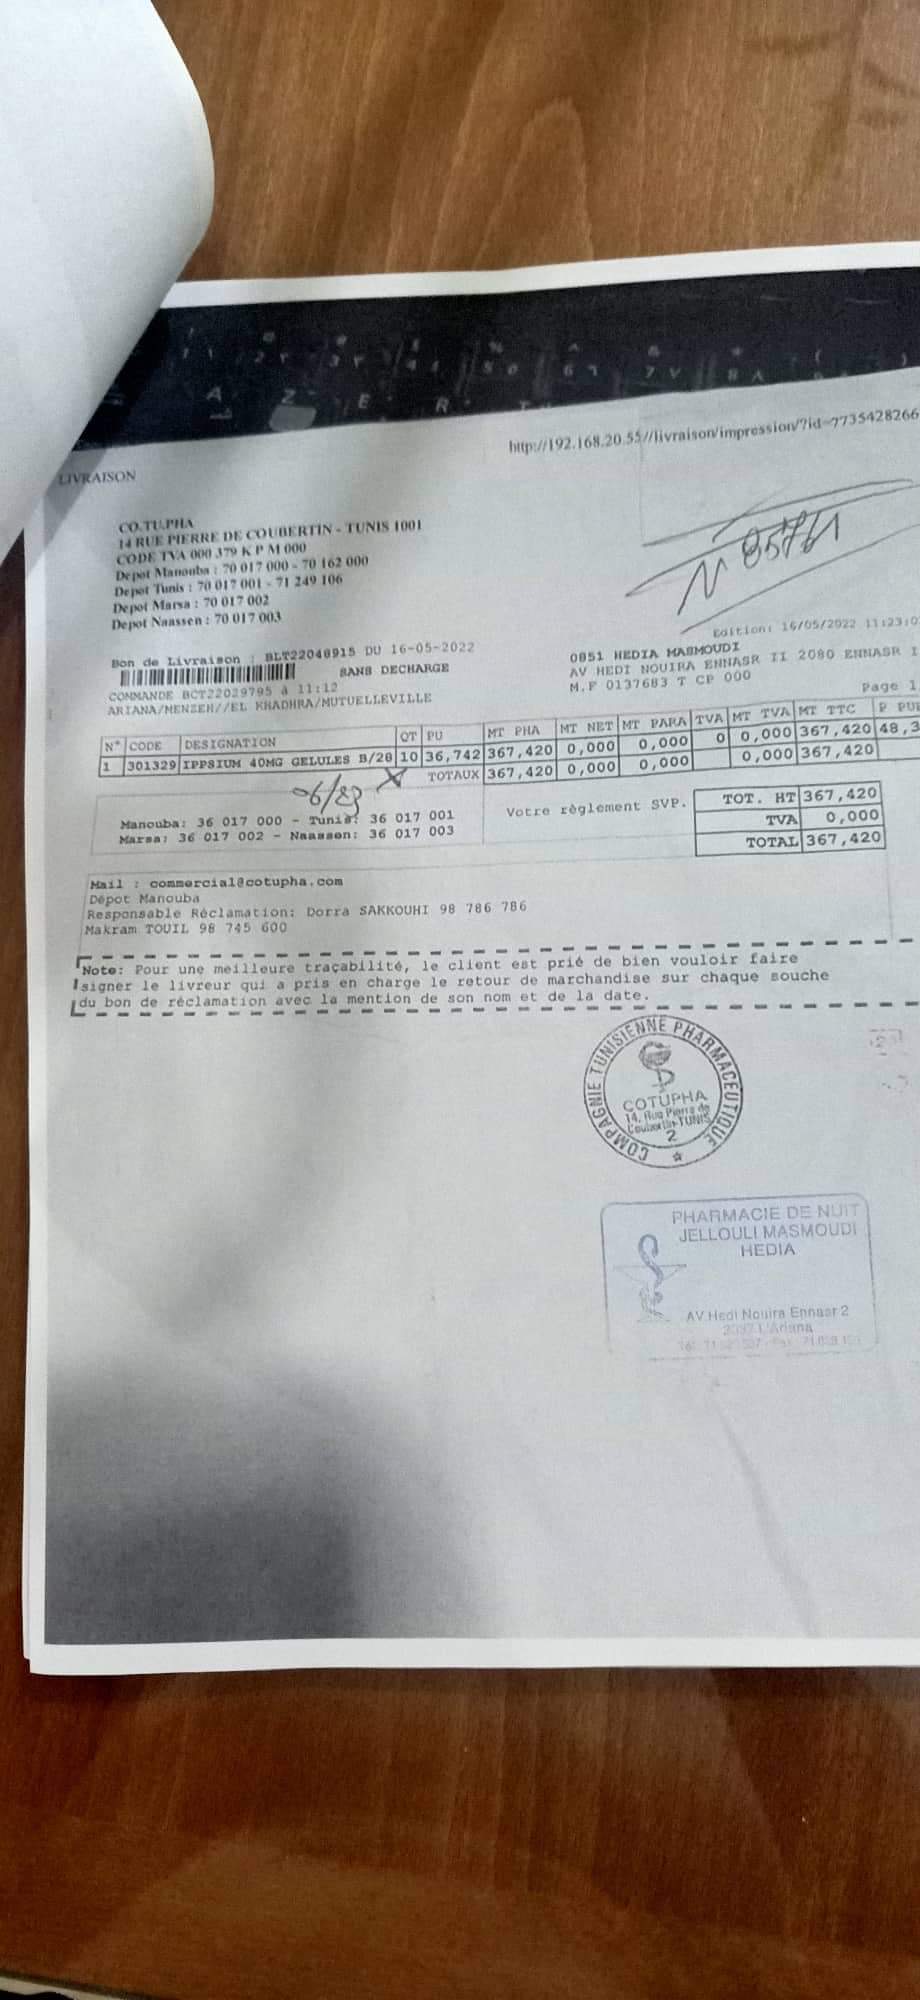 http://192.168.20.55//livraison/impression/?id=7735428266
LIVRAISON
CO.TU.PHA
14 RUE PIERRE DE COUBERTIN - TUNIS 1001
CODE TVA 000 379 K P M 000
Depot Manouba : 70 017 000 - 70 162 000
Depot Tunis : 70 017 001 - 71 249 106
Depot Marsa : 70 017 002
Depot Naassen : 70 017 003
Edition: 16/05/2022 11:23:0
Bon de Livraison : BLT22048915 DU 16-05-2022
SANS DECHARGE
COMMANDE BCT22029795 à 11:12
ARIANA/MENZEH//EL KHADHRA/MUTUELLEVILLE
0851 HEDIA MASMOUDI
AV HEDI NOUIRA ENNASR II 2080 ENNASR I
M.F 0137683 T CP 000
Page 1
N° CODE DESIGNATION QT PU MT PHA MT NET MT PARA TVA MT TVA MT TTC P PU
1 301329 IPPSIUM 40MG GELULES B/28 10 36,742 367,420 0,000 0,000 0 0,000 367,420 48,3
TOTAUX 367,420 0,000 0,000 0,000 367,420
06/23
Manouba: 36 017 000 - Tunis: 36 017 001
Marsa: 36 017 002 - Naassen: 36 017 003
Votre règlement SVP.
TOT. HT 367,420
TVA 0,000
TOTAL 367,420
Mail : commercial@cotupha.com
Dépot Manouba
Responsable Réclamation: Dorra SAKKOUHI 98 786 786
Makram TOUIL 98 745 600
Note: Pour une meilleure traçabilité, le client est prié de bien vouloir faire
signer le livreur qui a pris en charge le retour de marchandise sur chaque souche
du bon de réclamation avec la mention de son nom et de la date.
COMPAGNIE TUNISIENNE PHARMACEUTIQUE
COTUPHA
14, Rue Pierre de
Coubertin-TUNIS
2
PHARMACIE DE NUIT
JELLOULI MASMOUDI
HEDIA
AV Hedi Nouira Ennasr 2
L'Ariana